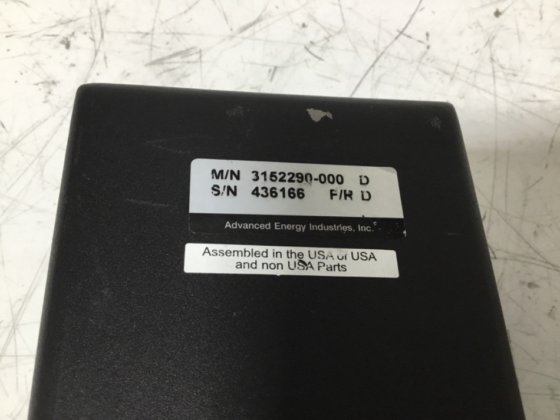 M/N 3152290-000 D
S/N 436166 F/R D
Advanced Energy Industries, Inc.
Assembled in the USA of USA
and non USA Parts